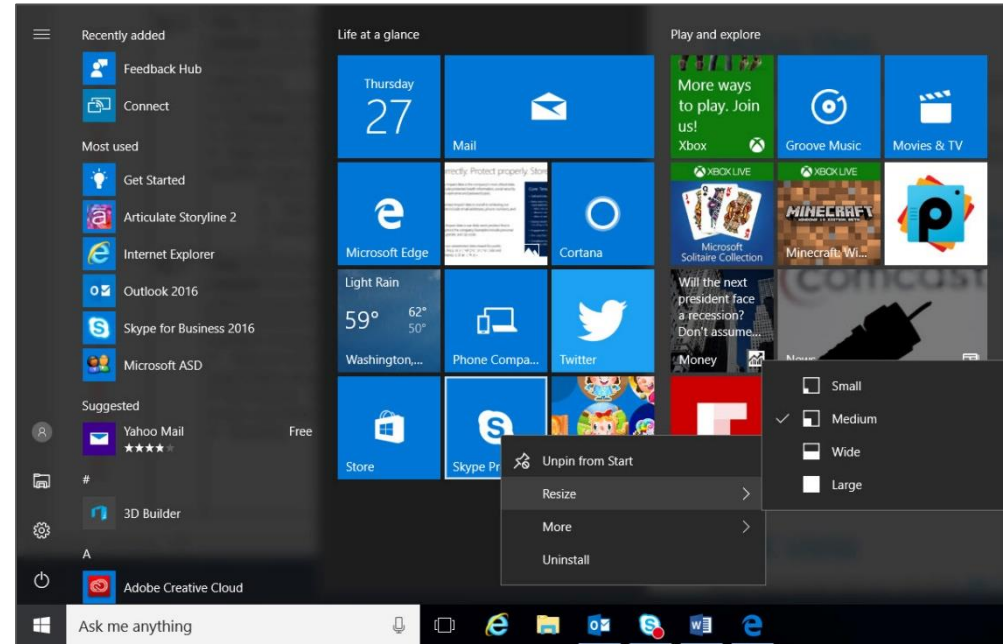 Recently added
Feedback Hub
Connect
Most used
Get Started
Articulate Storyline 2
Internet Explorer
Outlook 2016
Skype for Business 2016
Microsoft ASD
Suggested
Yahoo Mail
Free
#
3D Builder
A
Adobe Creative Cloud
Ask me anything
Life at a glance
Thursday
27
Mail
Microsoft Edge
Cortana
Light Rain
59° 62°
50°
Washington,...
Phone Compa...
Twitter
Store
Skype Pr
Play and explore
More ways
to play. Join
us!
Xbox
Groove Music
Movies & TV
XBOX LIVE
Microsoft
Solitaire Collection
XBOX LIVE
MINECRAFT
Minecraft: Wi...
Will the next
president face
a recession?
Don't assume...
Money
comcast
Unpin from Start
Resize
More
Uninstall
Small
Medium
Wide
Large